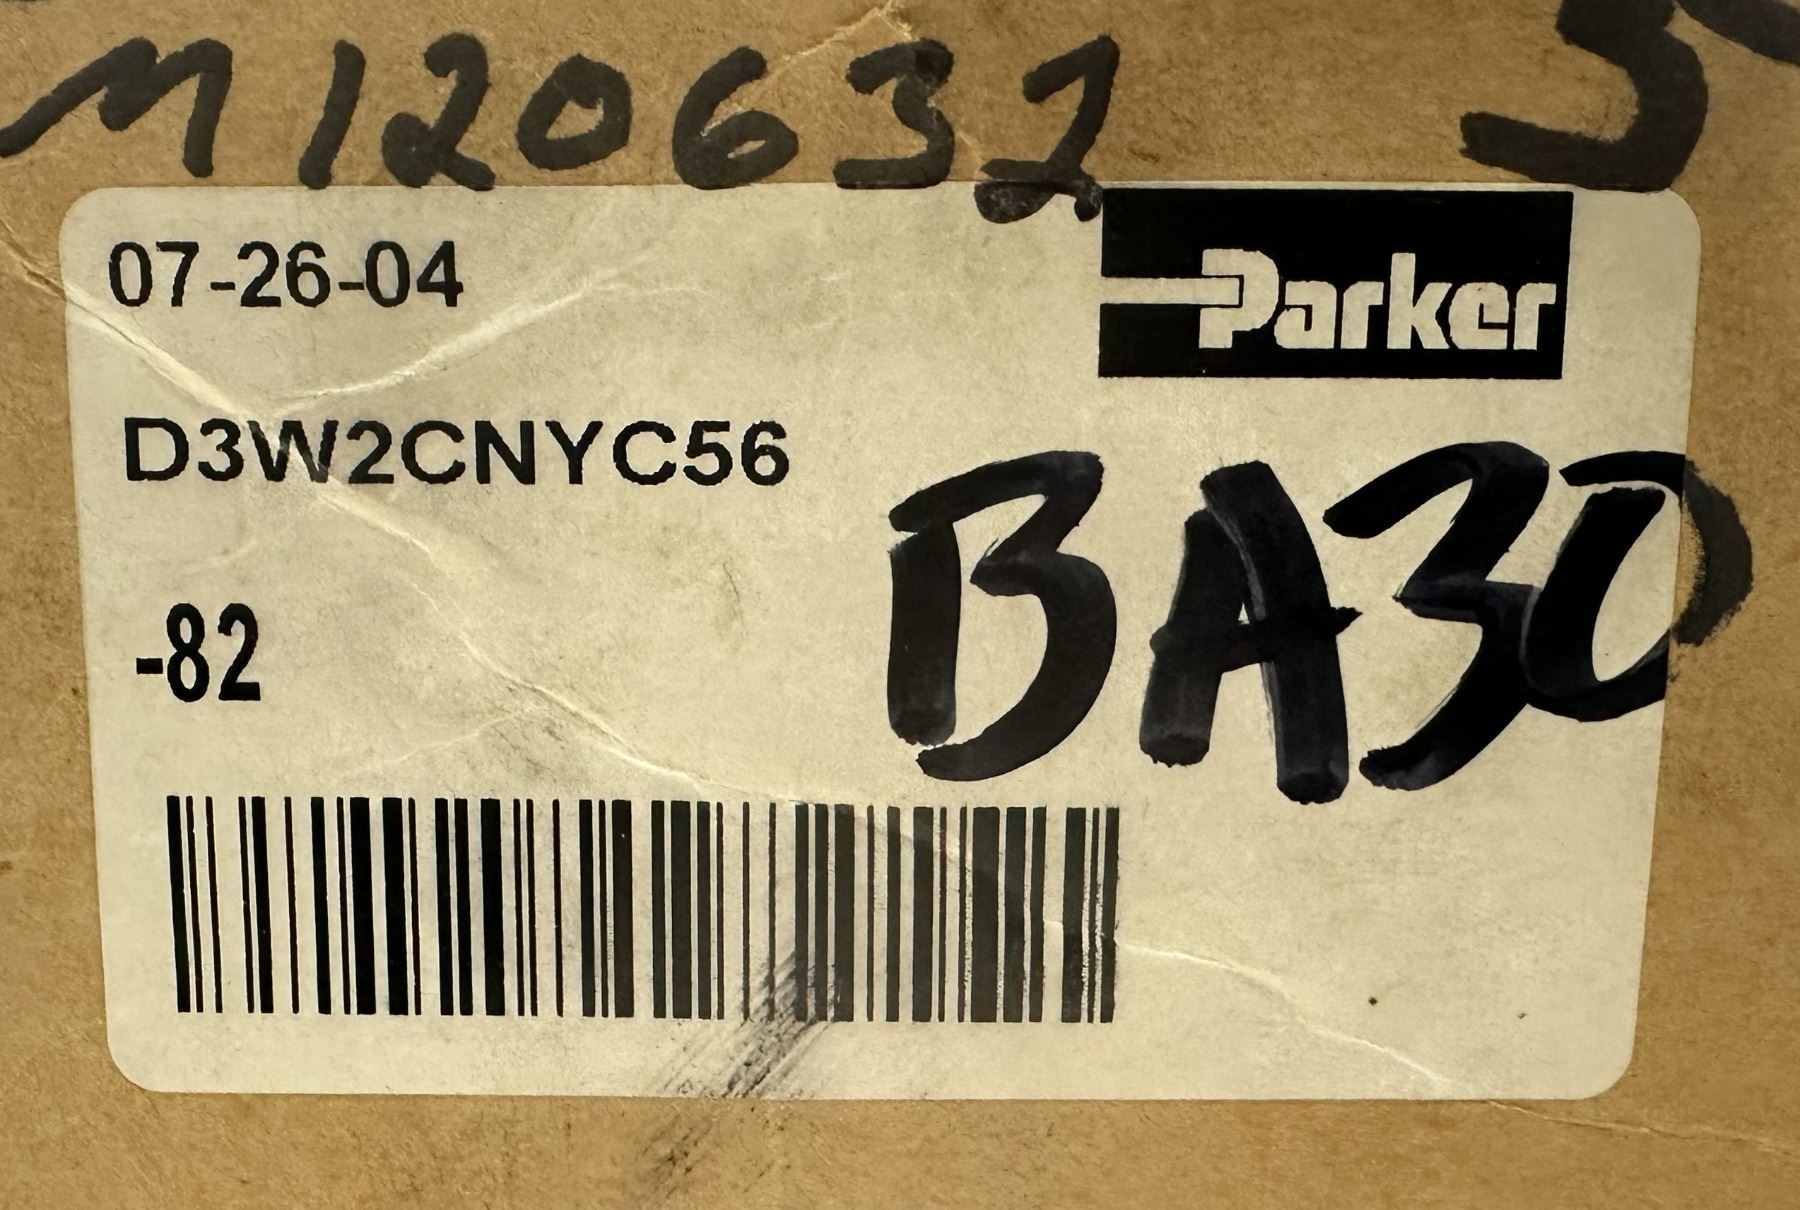 M120632
07-26-04
Parker
D3W2CNYC56
BA30
-82